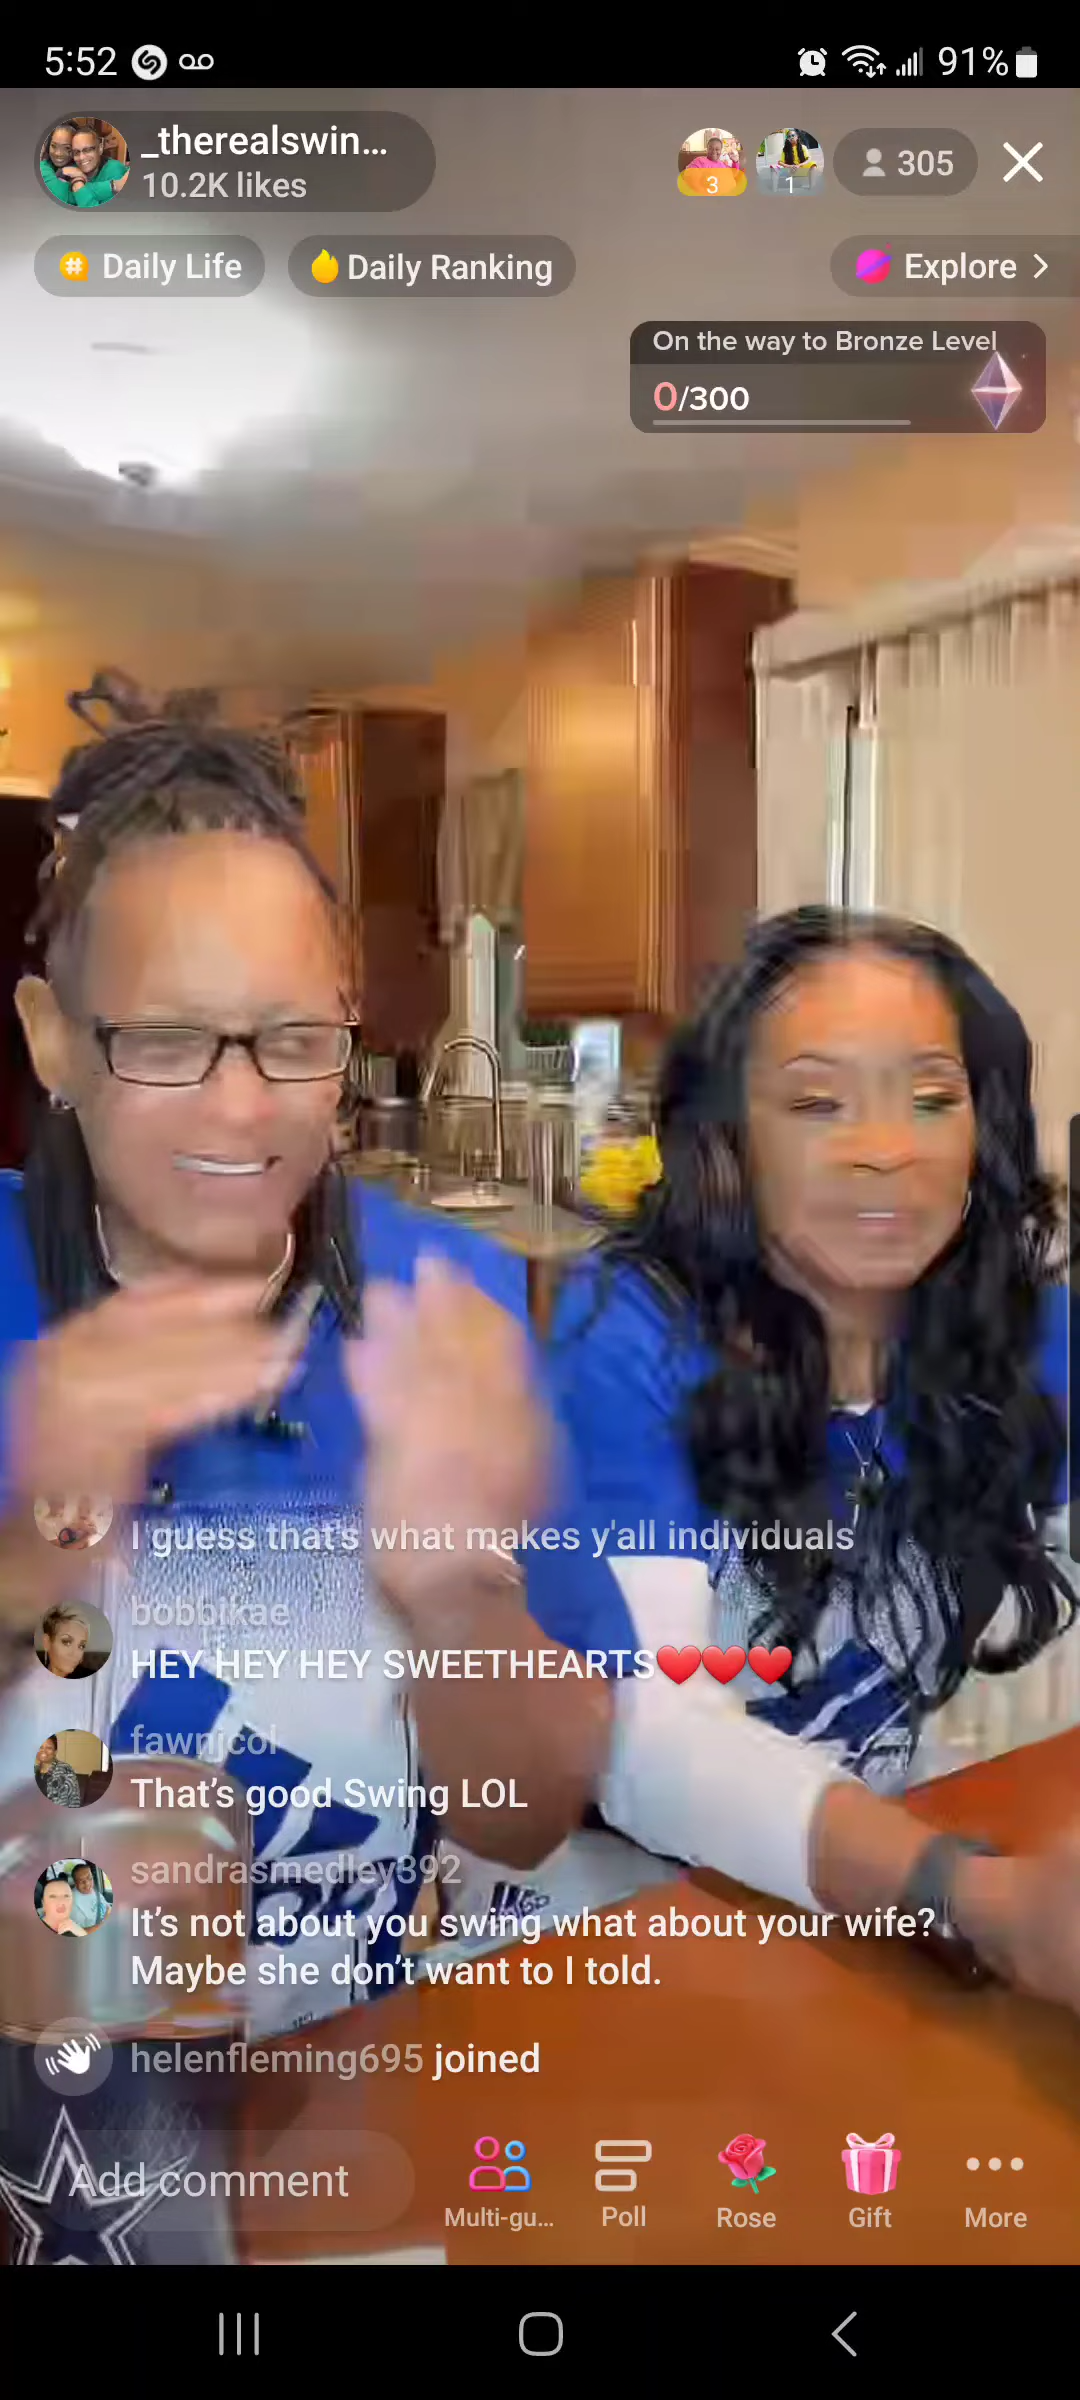 5:52 91%
_therealswin...
10.2K likes
3
1
305
Daily Life
Daily Ranking
Explore >
On the way to Bronze Level
0/300
I guess that's what makes y'all individuals
bobbikae
HEY HEY HEY SWEETHEARTS❤️❤️❤️
fawnjcol
That’s good Swing LOL
sandrasmedley392
It’s not about you swing what about your wife?
Maybe she don’t want to I told.
helenfleming695 joined
Add comment
Multi-gu...
Poll
Rose
Gift
More